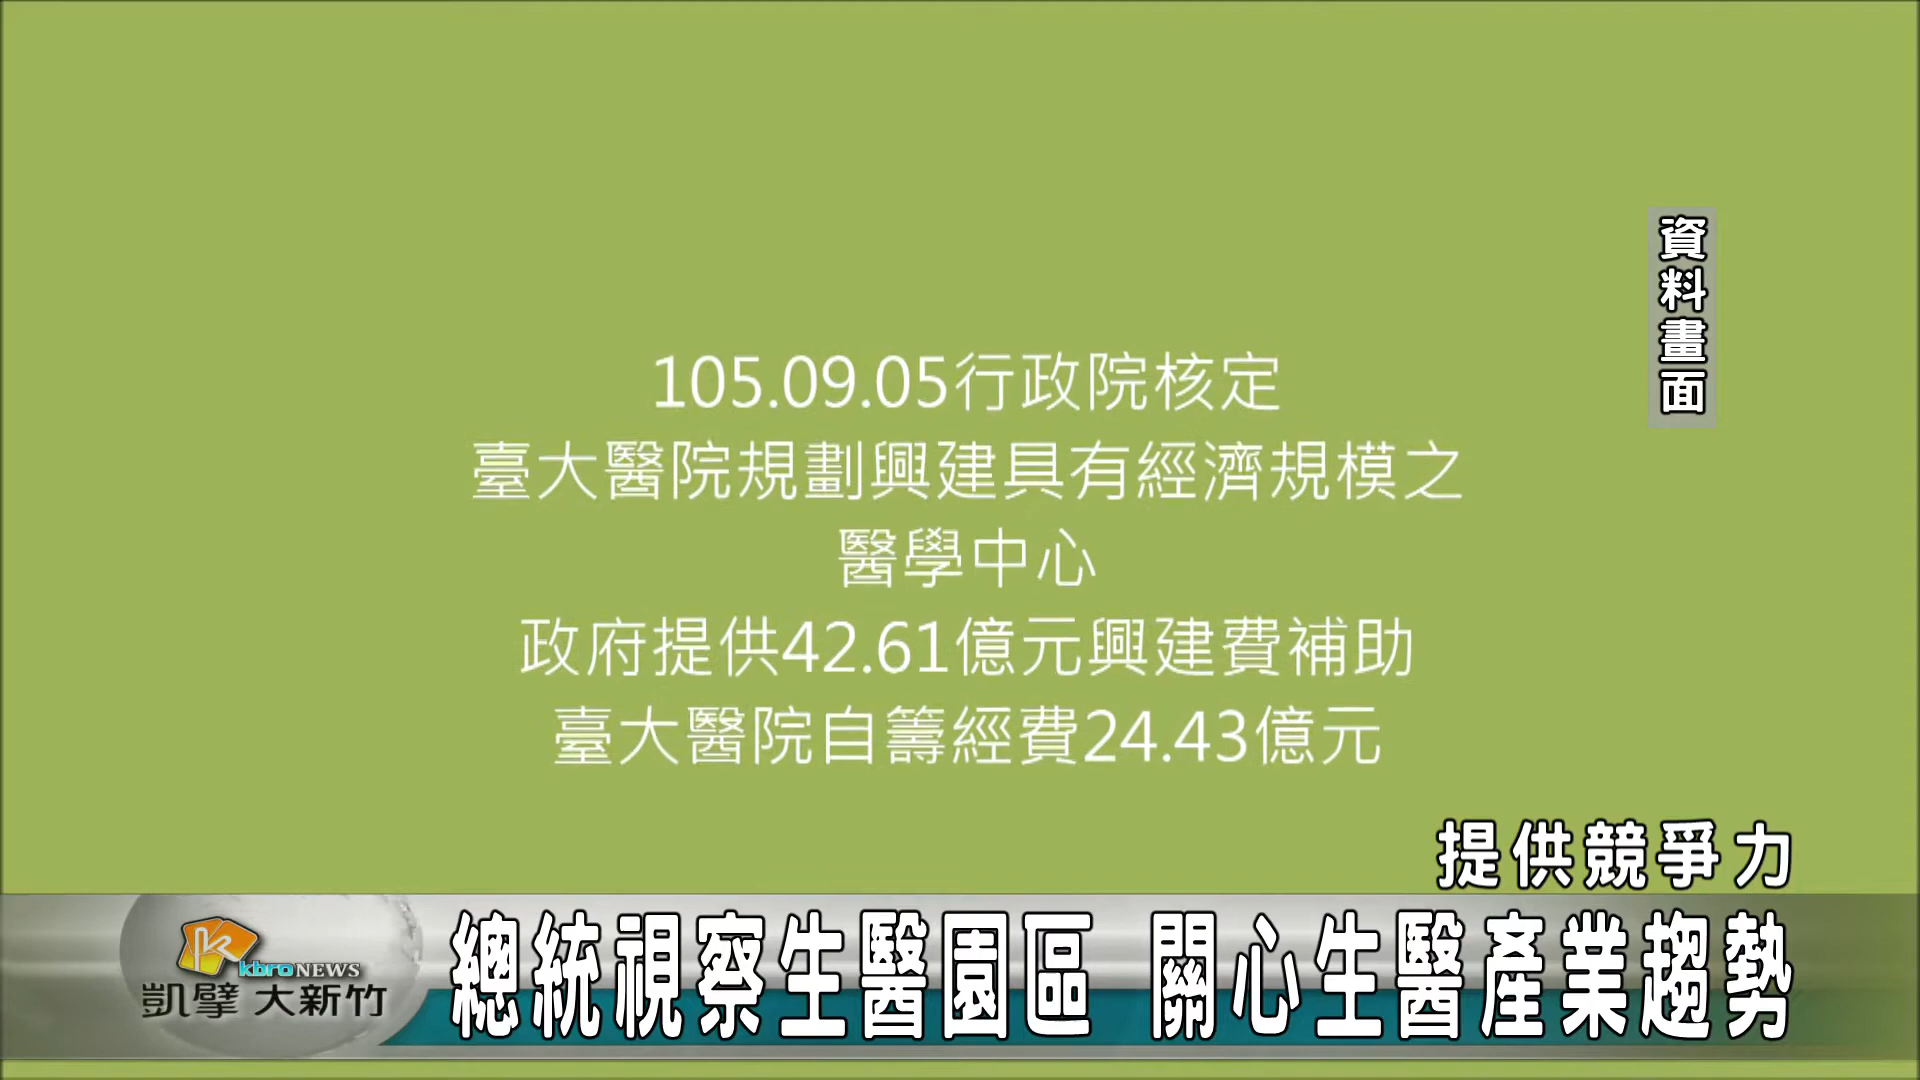 資料畫面
105.09.05行政院核定
臺大醫院規劃興建具有經濟規模之
醫學中心
政府提供42.61億元興建費補助
臺大醫院自籌經費24.43億元
提供競爭力
總統視察生醫園區 關心生醫產業趨勢
kbro NEWS
凱擘 大新竹